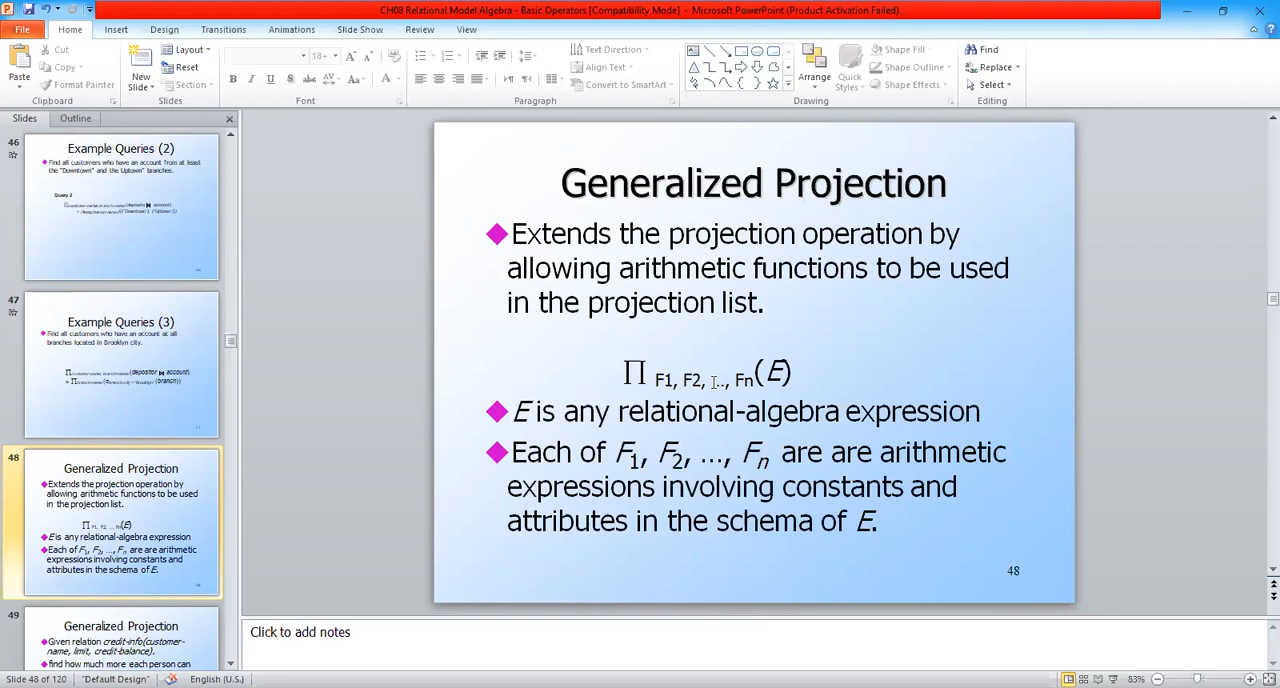 CH08 Relational Model Algebra - Basic Operators [Compatibility Mode] - Microsoft PowerPoint (Product Activation Failed)
File Home Insert Design Transitions Animations Slide Show Review View
Paste
Cut
Copy
Format Painter
Clipboard
New Slide
Layout
Reset
Section
Slides
18+
B I U S abc AV Aa A
Font
Paragraph
Text Direction
Align Text
Convert to SmartArt
Arrange
Quick Styles
Shape Fill
Shape Outline
Shape Effects
Drawing
Find
Replace
Select
Editing
Slides Outline
46
Example Queries (2)
Find all customers who have an account from at least
the "Downtown" and the Uptown" branches.
Query 2
47
Example Queries (3)
Find all customers who have an account at all
branches located in Brooklyn city.
48
Generalized Projection
Extends the projection operation by
allowing arithmetic functions to be used
in the projection list.
∏ F1, F2, …, Fn(E)
E is any relational-algebra expression
Each of F1, F2, …, Fn are are arithmetic
expressions involving constants and
attributes in the schema of E.
49
Generalized Projection
Given relation credit-info(customer-
name, limit, credit-balance).
find how much more each person can
Generalized Projection
Extends the projection operation by
allowing arithmetic functions to be used
in the projection list.
∏ F1, F2, …, Fn(E)
E is any relational-algebra expression
Each of F1, F2, …, Fn are are arithmetic
expressions involving constants and
attributes in the schema of E.
48
Click to add notes
Slide 48 of 120 "Default Design" English (U.S.) 83%